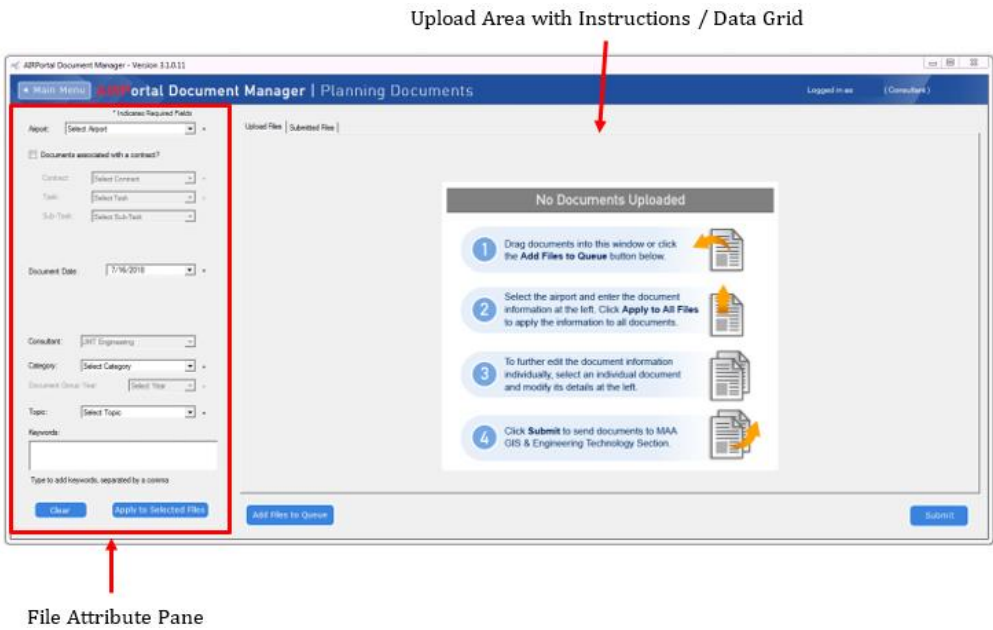 Upload Area with Instructions / Data Grid
AIRPortal Document Manager - Version 3.1.0.11
Main Menu
AIRPortal Document Manager | Planning Documents
Logged in as (Consultant)
* Indicates Required Fields
Airport: Select Airport *
Documents associated with a contract?
Contract: Select Contract *
Task: Select Task *
Sub-Task: Select Sub-Task
Document Date: 7/16/2018 *
Consultant: JMT Engineering
Category: Select Category *
Document Group Year: Select Year *
Topic: Select Topic *
Keywords:
Type to add keywords, separated by a comma
Clear
Apply to Selected Files
Upload Files
Submitted Files
No Documents Uploaded
1
Drag documents into this window or click
the Add Files to Queue button below.
2
Select the airport and enter the document
information at the left. Click Apply to All Files
to apply the information to all documents.
3
To further edit the document information
individually, select an individual document
and modify its details at the left.
4
Click Submit to send documents to MAA
GIS & Engineering Technology Section.
Add Files to Queue
Submit
File Attribute Pane